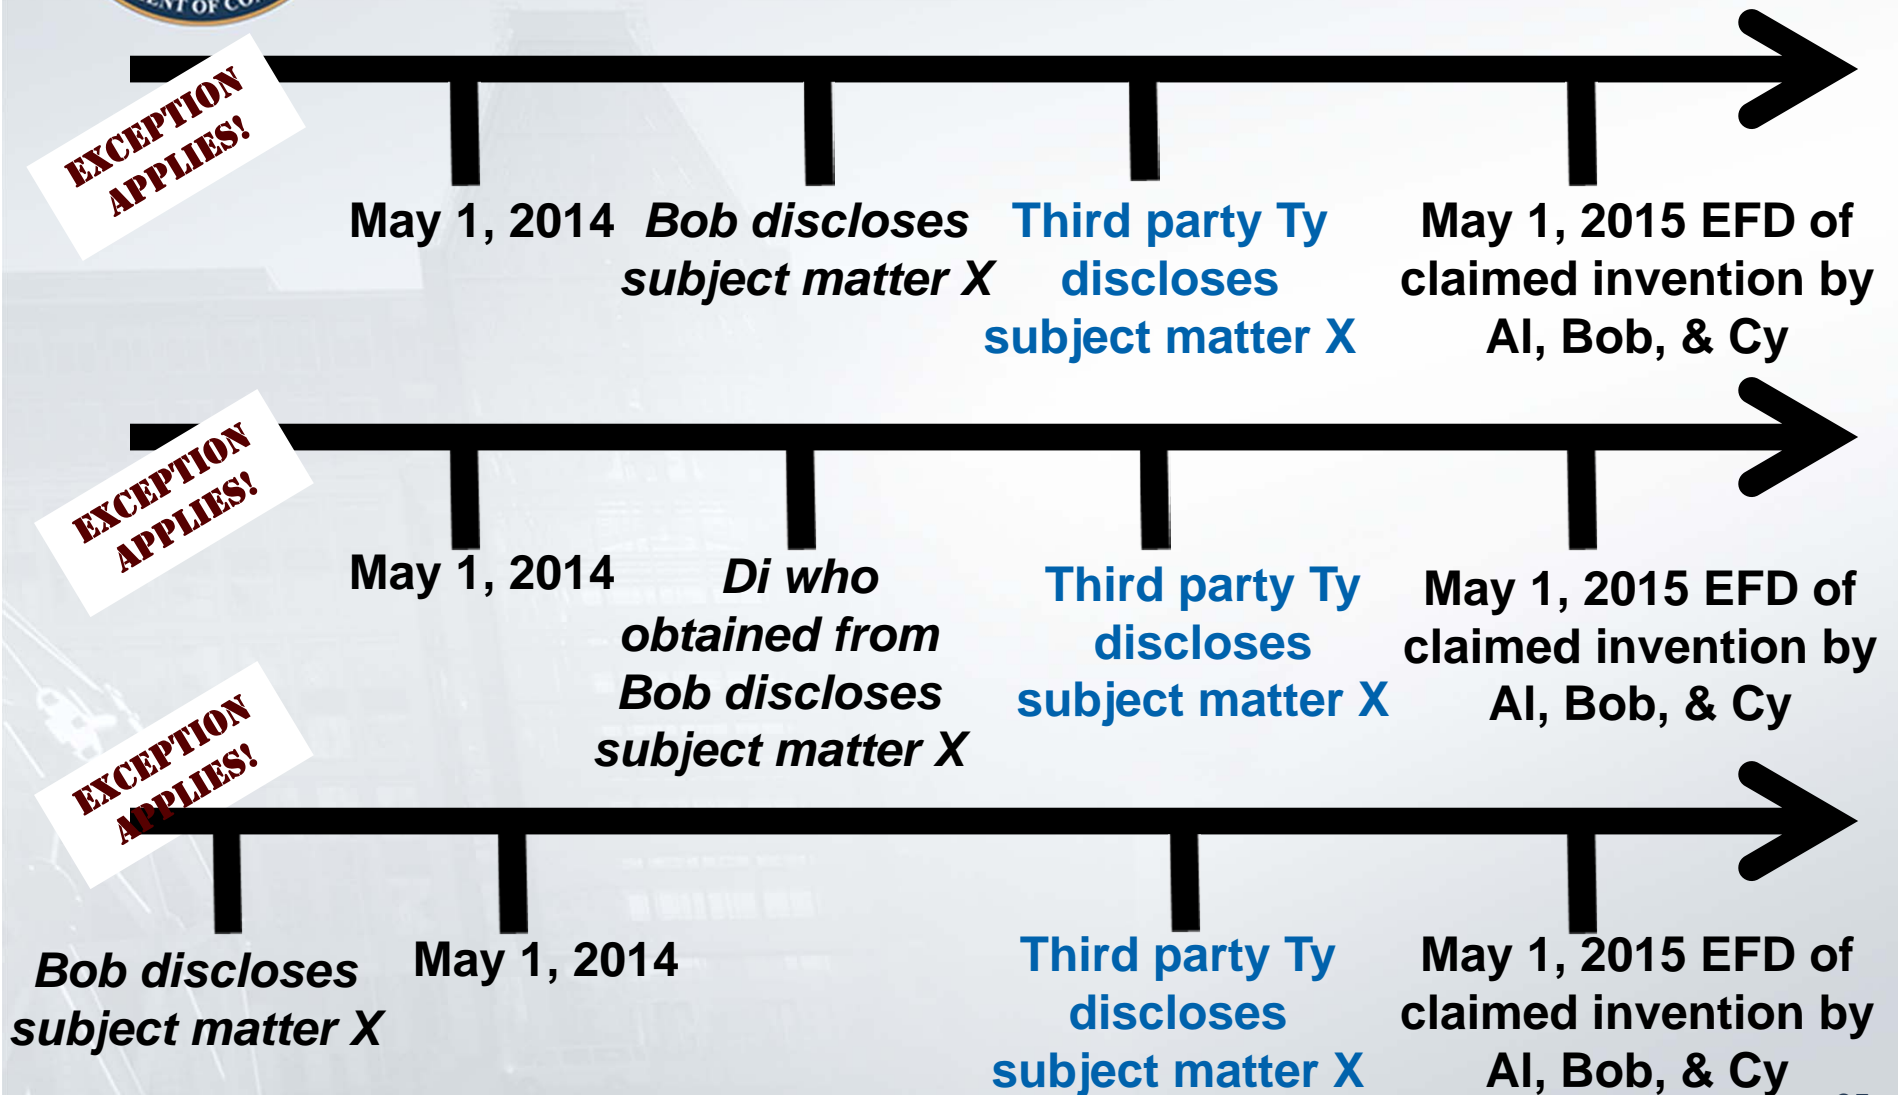 ENT OF CO
EXCEPTION
APPLIES!
May 1, 2014
Bob discloses
subject matter X
Third party Ty
discloses
subject matter X
May 1, 2015 EFD of
claimed invention by
Al, Bob, & Cy
EXCEPTION
APPLIES!
May 1, 2014
Di who
obtained from
Bob discloses
subject matter X
Third party Ty
discloses
subject matter X
May 1, 2015 EFD of
claimed invention by
Al, Bob, & Cy
EXCEPTION
APPLIES!
Bob discloses
subject matter X
May 1, 2014
Third party Ty
discloses
subject matter X
May 1, 2015 EFD of
claimed invention by
Al, Bob, & Cy